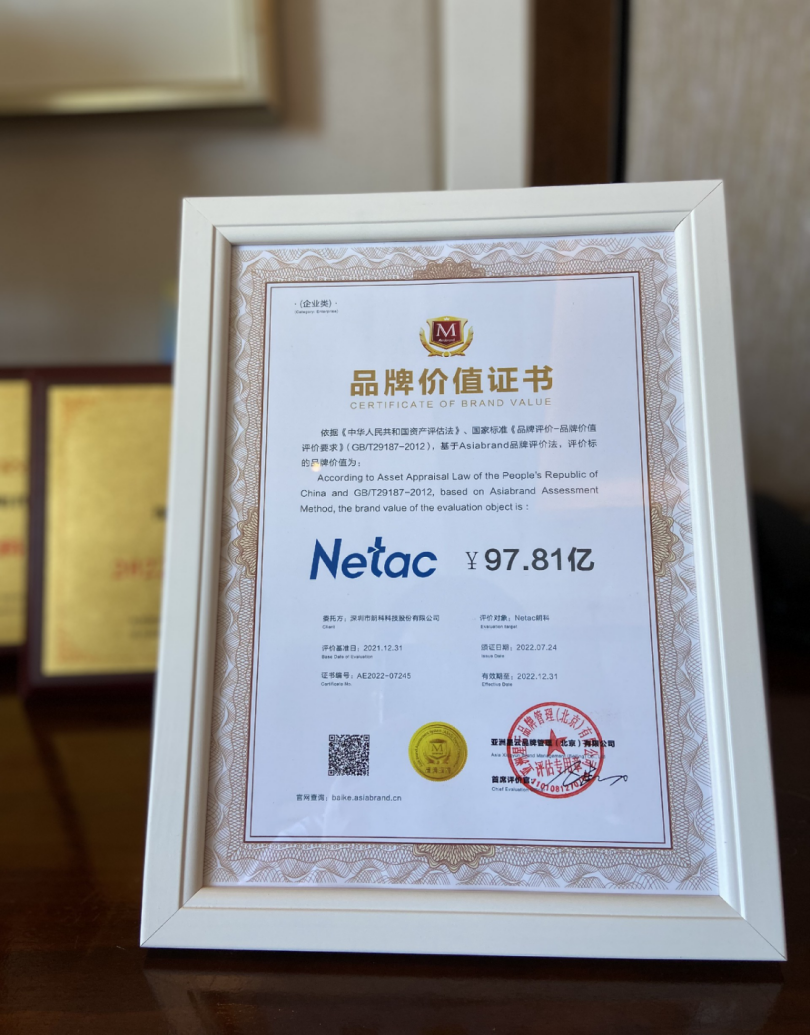 ·(企业类)·
(Category: Enterprise)
M
品牌价值证书
CERTIFICATE OF BRAND VALUE
依据《中华人民共和国资产评估法》、国家标准《品牌评价-品牌价值
评价要求》(GB/T29187-2012),基于Asiabrand品牌评价法,评价标
的品牌价值为:
According to Asset Appraisal Law of the People's Republic of
China and GB/T29187-2012, based on Asiabrand Assessment
Method, the brand value of the evaluation object is:
Netac ¥97.81亿
委托方:深圳市朗科科技股份有限公司
Client
评价对象:Netac朗科
Evaluation target
评价基准日:2021.12.31
Base Date of Evaluation
颁证日期:2022.07.24
Issue Date
证书编号:AE2022-07245
Certificate No.
有效期至:2022.12.31
Effective Date
M
亚洲星云品牌管理(北京)有限公司
首席评价官:
Chief Evaluation
评估专用章
官网查询:baike.asiabrand.cn